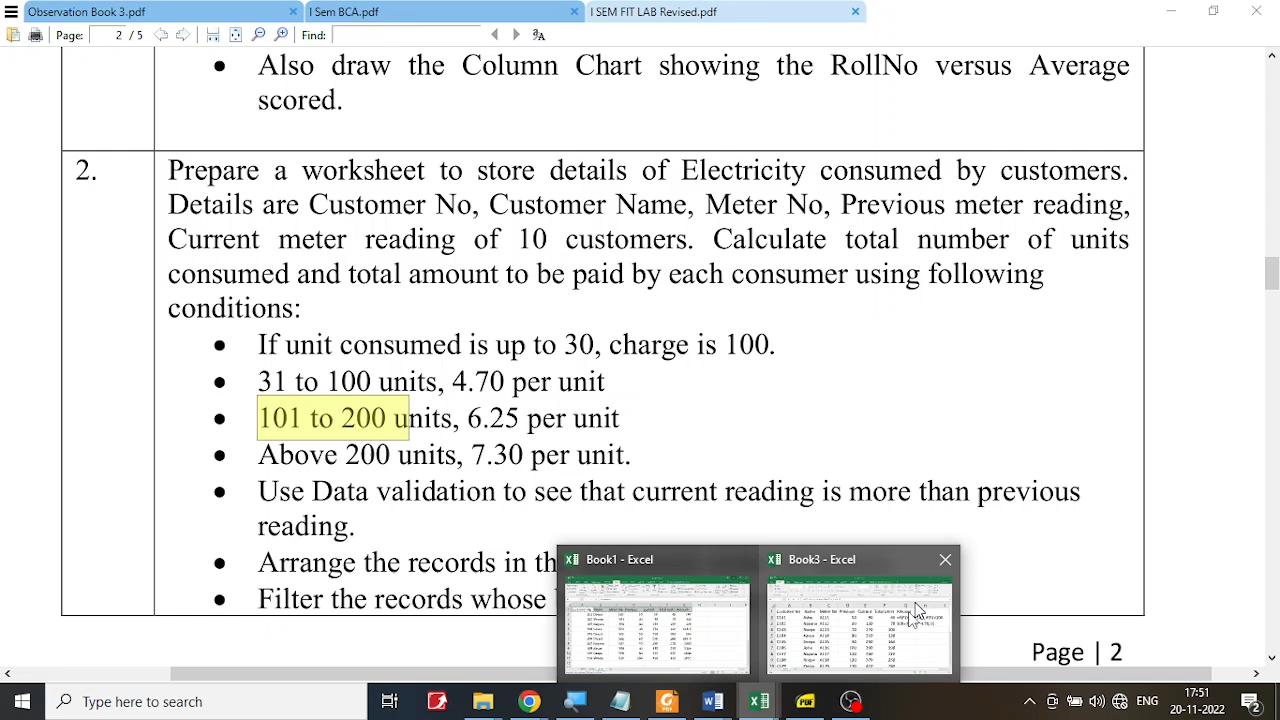 Observation Book 3.pdf
I Sem BCA.pdf
I SEM FIT LAB Revised.pdf
Page: 2 / 5
Find:
• Also draw the Column Chart showing the RollNo versus Average
scored.
2. Prepare a worksheet to store details of Electricity consumed by customers.
Details are Customer No, Customer Name, Meter No, Previous meter reading,
Current meter reading of 10 customers. Calculate total number of units
consumed and total amount to be paid by each consumer using following
conditions:
• If unit consumed is up to 30, charge is 100.
• 31 to 100 units, 4.70 per unit
• 101 to 200 units, 6.25 per unit
• Above 200 units, 7.30 per unit.
• Use Data validation to see that current reading is more than previous
reading.
• Arrange the records in th
• Filter the records whose
Book1 - Excel
Book3 - Excel
Page | 2
Type here to search
ENG
17:51
20-11-2022
2